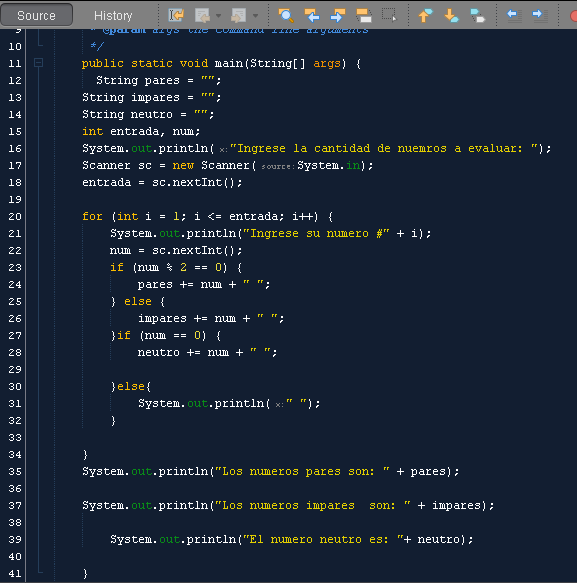 Source History
9 * @param args the command line arguments
10 */
11 public static void main(String[] args) {
12 String pares = "";
13 String impares = "";
14 String neutro = "";
15 int entrada, num;
16 System.out.println( x:"Ingrese la cantidad de nuemros a evaluar: ");
17 Scanner sc = new Scanner( source:System.in);
18 entrada = sc.nextInt();
19
20 for (int i = 1; i <= entrada; i++) {
21 System.out.println("Ingrese su numero #" + i);
22 num = sc.nextInt();
23 if (num % 2 == 0) {
24 pares += num + " ";
25 } else {
26 impares += num + " ";
27 }if (num == 0) {
28 neutro += num + " ";
29
30 }else{
31 System.out.println( x:" ");
32 }
33
34 }
35 System.out.println("Los numeros pares son: " + pares);
36
37 System.out.println("Los numeros impares  son: " + impares);
38
39 System.out.println("El numero neutro es: "+ neutro);
40
41 }